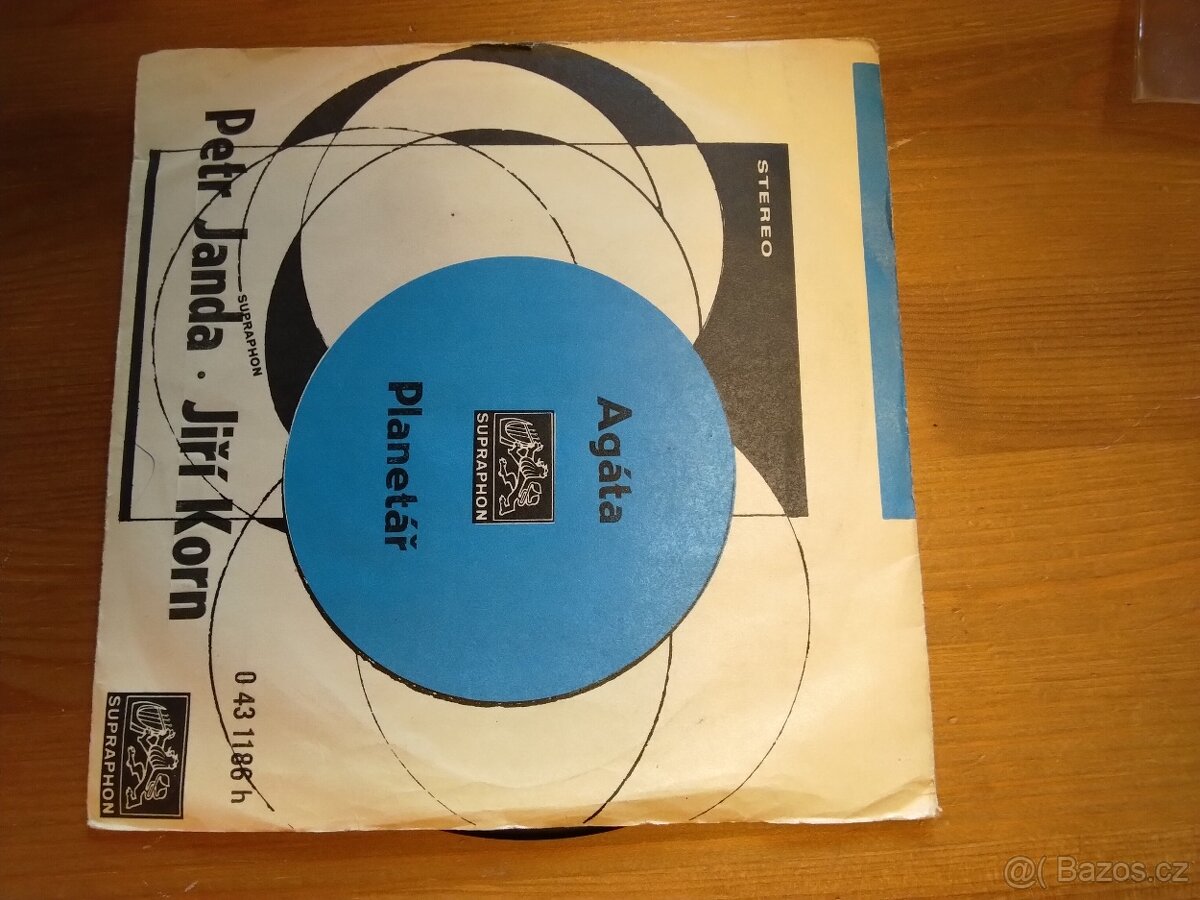 STEREO
Agáta
SUPRAPHON
Planetář
SUPRAPHON
Petr Janda · Jiří Korn
0 43 1186 h
SUPRAPHON
@( Bazos.cz